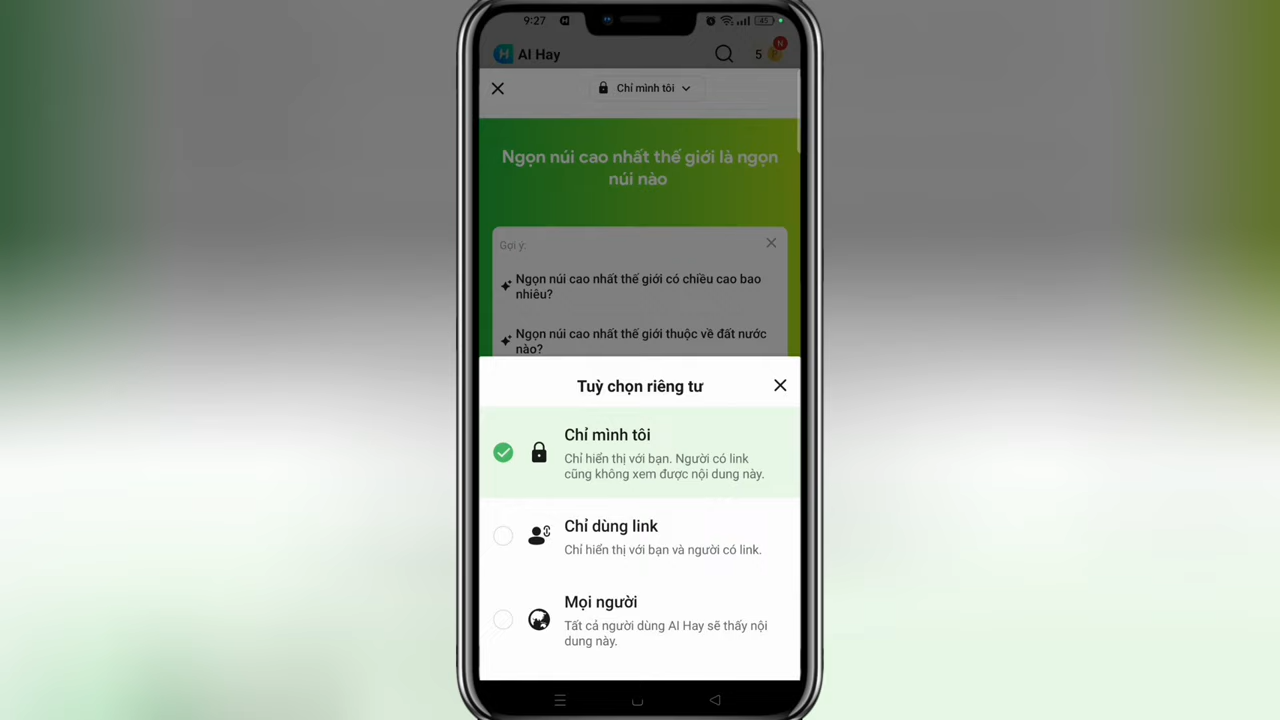 9:27
45
AI Hay
5
N
Chỉ mình tôi
Ngọn núi cao nhất thế giới là ngọn
núi nào
Gợi ý:
Ngọn núi cao nhất thế giới có chiều cao bao
nhiêu?
Ngọn núi cao nhất thế giới thuộc về đất nước
nào?
Tuỳ chọn riêng tư
Chỉ mình tôi
Chỉ hiển thị với bạn. Người có link
cũng không xem được nội dung này.
Chỉ dùng link
Chỉ hiển thị với bạn và người có link.
Mọi người
Tất cả người dùng AI Hay sẽ thấy nội
dung này.